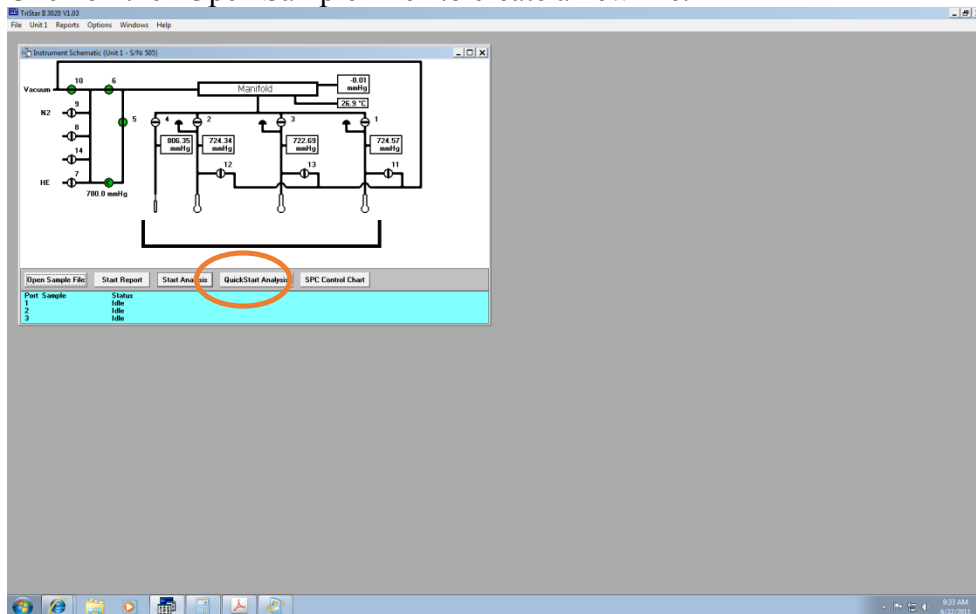 TriStar II 3020 V1.03
File Unit1 Reports Options Windows Help
Instrument Schematic (Unit 1 - S/N: 505)
Vacuum
10
6
Manifold
-0.01
mmHg
26.9 °C
N2
9
5
4
2
3
1
8
806.35
mmHg
724.34
mmHg
722.69
mmHg
724.57
mmHg
14
12
13
11
HE
7
780.0 mmHg
Open Sample File
Start Report
Start Analysis
QuickStart Analysis
SPC Control Chart
Port Sample Status
1 Idle
2 Idle
3 Idle
9:33 AM
6/22/2011